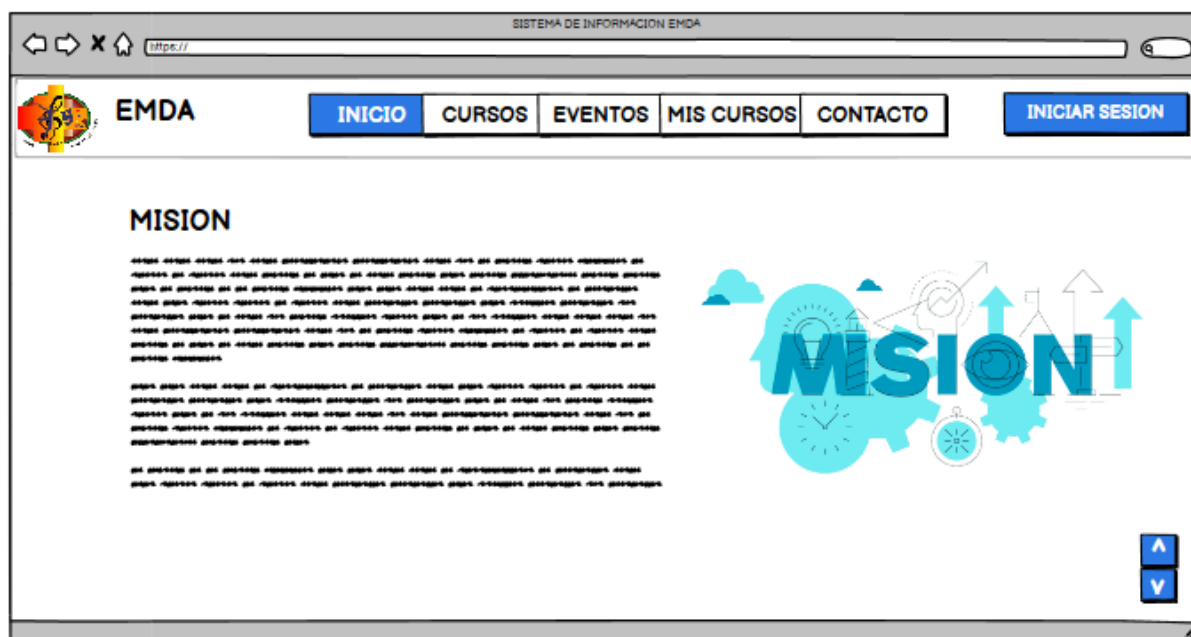 SISTEMA DE INFORMACION EMDA
https://
EMDA
INICIO CURSOS EVENTOS MIS CURSOS CONTACTO
INICIAR SESION
MISION
MISION